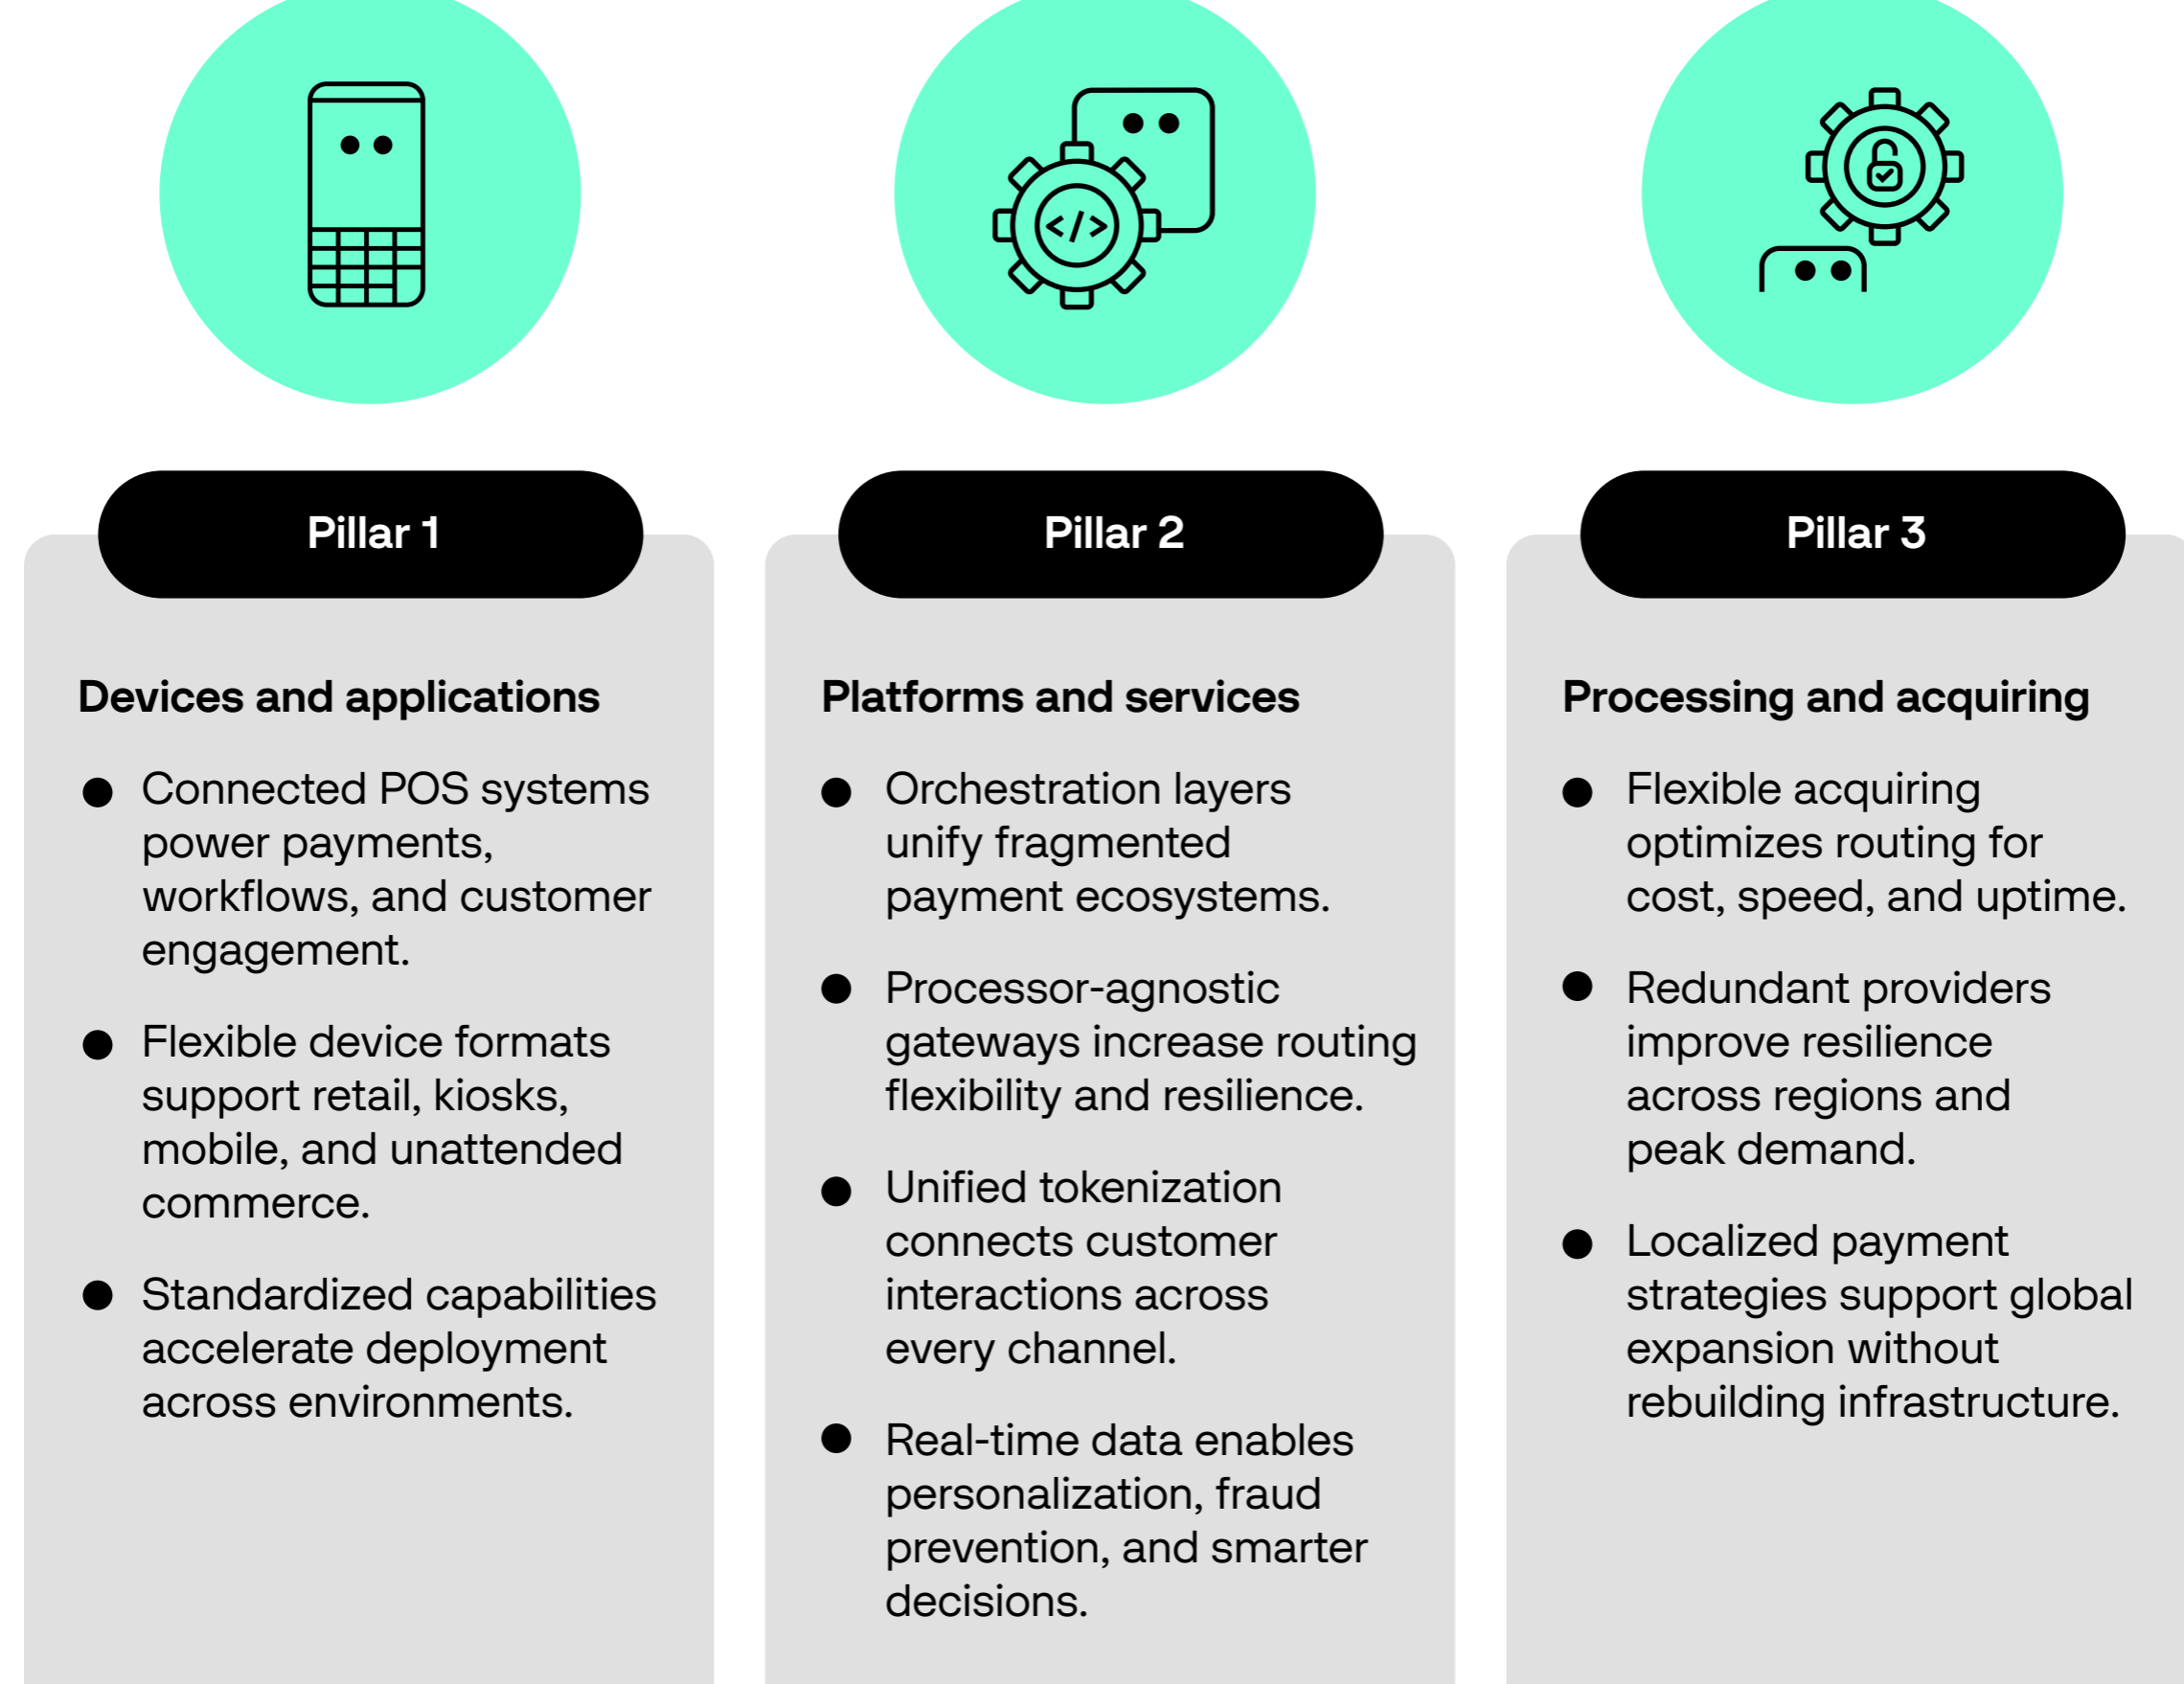 Pillar 1
Devices and applications
Connected POS systems
power payments,
workflows, and customer
engagement.
Flexible device formats
support retail, kiosks,
mobile, and unattended
commerce.
Standardized capabilities
accelerate deployment
across environments.
Pillar 2
Platforms and services
Orchestration layers
unify fragmented
payment ecosystems.
Processor-agnostic
gateways increase routing
flexibility and resilience.
Unified tokenization
connects customer
interactions across
every channel.
Real-time data enables
personalization, fraud
prevention, and smarter
decisions.
Pillar 3
Processing and acquiring
Flexible acquiring
optimizes routing for
cost, speed, and uptime.
Redundant providers
improve resilience
across regions and
peak demand.
Localized payment
strategies support global
expansion without
rebuilding infrastructure.